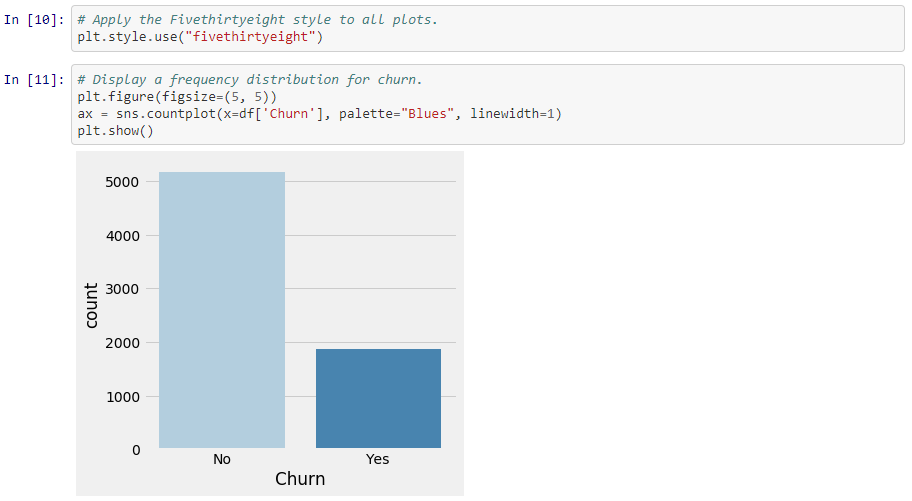 In [10]: # Apply the Fivethirtyeight style to all plots.
plt.style.use("fivethirtyeight")
In [11]: # Display a frequency distribution for churn.
plt.figure(figsize=(5, 5))
ax = sns.countplot(x=df['Churn'], palette="Blues", linewidth=1)
plt.show()
5000
4000
3000
2000
1000
0
count
No Yes
Churn